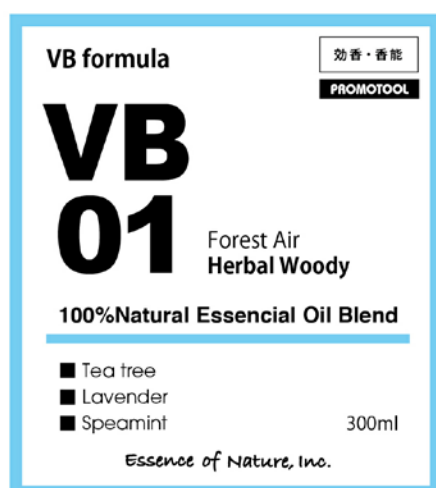 VB formula
効香・香能
PROMOTOOL
VB
01
Forest Air
Herbal Woody
100%Natural Essencial Oil Blend
■ Tea tree
■ Lavender
■ Speamint
300ml
Essence of Nature, Inc.